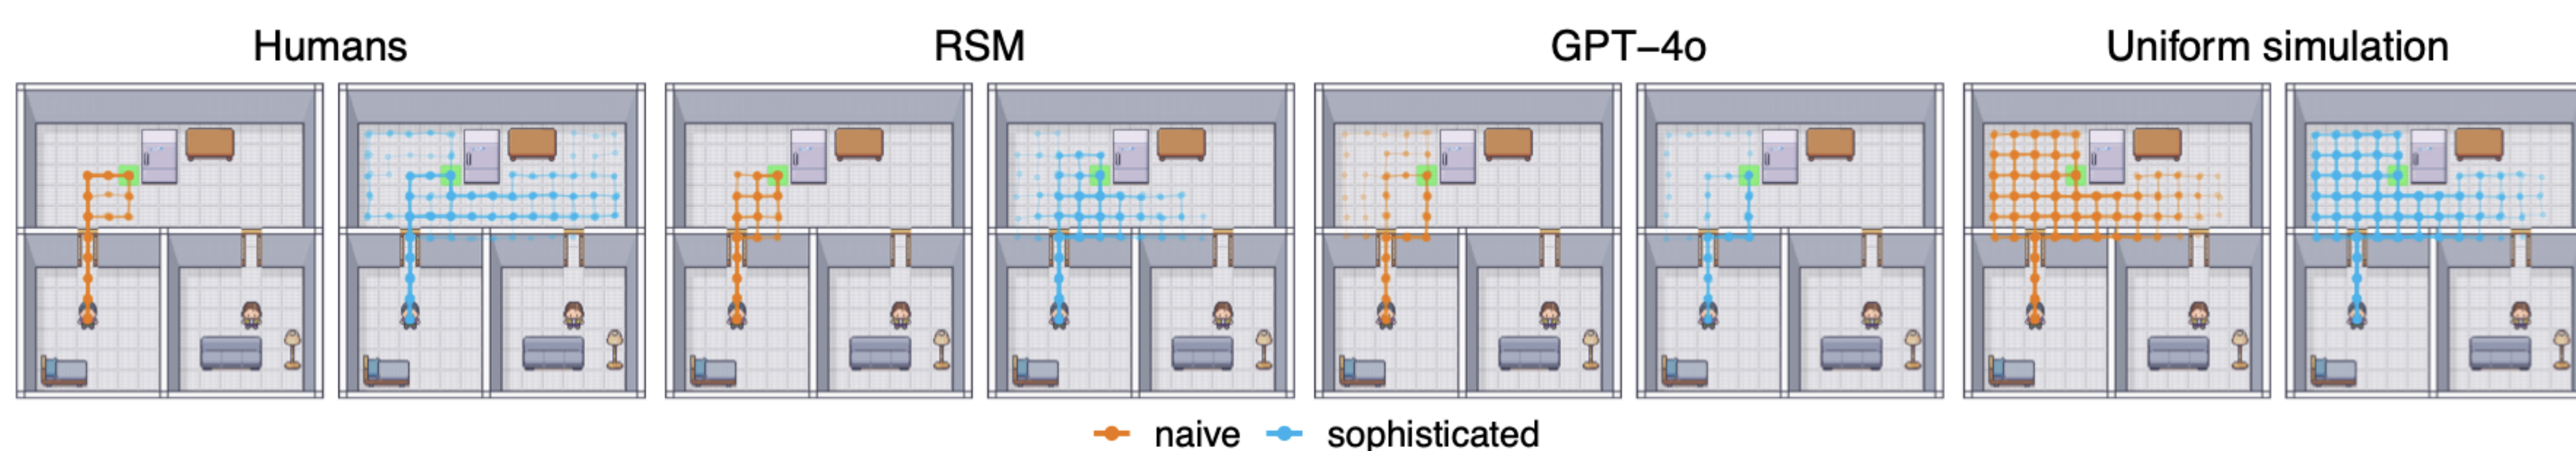 Humans
RSM
GPT−4o
Uniform simulation
naive
sophisticated